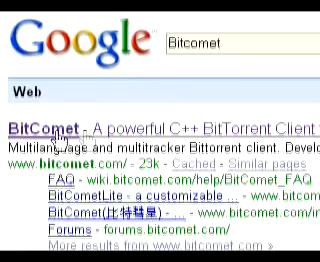 Google
Bitcomet
Web
BitComet - A powerful C++ BitTorrent Client
Multilanguage and multitracker Bittorrent client. Develo
www.bitcomet.com/ - 23k - Cached - Similar pages
FAQ - wiki.bitcomet.com/help/BitComet_FAQ
BitCometLite - a customizable ... - www.bitcom
BitComet(比特彗星) - ... - www.bitcomet.com/in
Forums - forums.bitcomet.com/
More results from www.bitcomet.com »